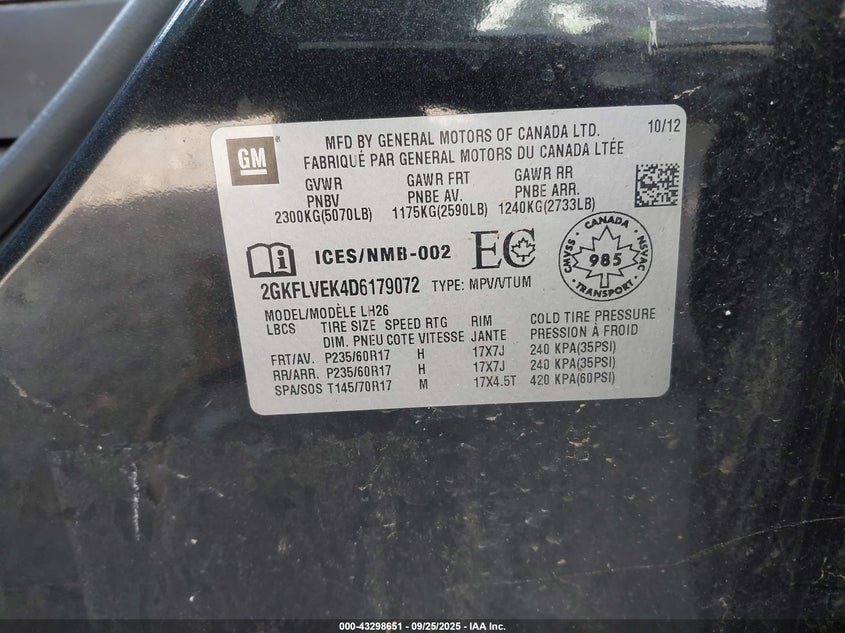 GM
MFD BY GENERAL MOTORS OF CANADA LTD. 10/12
FABRIQUÉ PAR GENERAL MOTORS DU CANADA LTÉE
GVWR GAWR FRT GAWR RR
PNBV PNBE AV. PNBE ARR.
2300KG(5070LB) 1175KG(2590LB) 1240KG(2733LB)
ICES/NMB-002 EC
CANADA
CMVSS 985 NSVAC
TRANSPORT
2GKFLVEK4D6179072 TYPE: MPV/VTUM
MODEL/MODÈLE LH26
LBCS TIRE SIZE SPEED RTG RIM COLD TIRE PRESSURE
DIM. PNEU COTE VITESSE JANTE PRESSION À FROID
FRT/AV. P235/60R17 H 17X7J 240 KPA(35PSI)
RR/ARR. P235/60R17 H 17X7J 240 KPA(35PSI)
SPA/SOS T145/70R17 M 17X4.5T 420 KPA(60PSI)
000-43298651 — 09/25/2025 — IAA Inc.